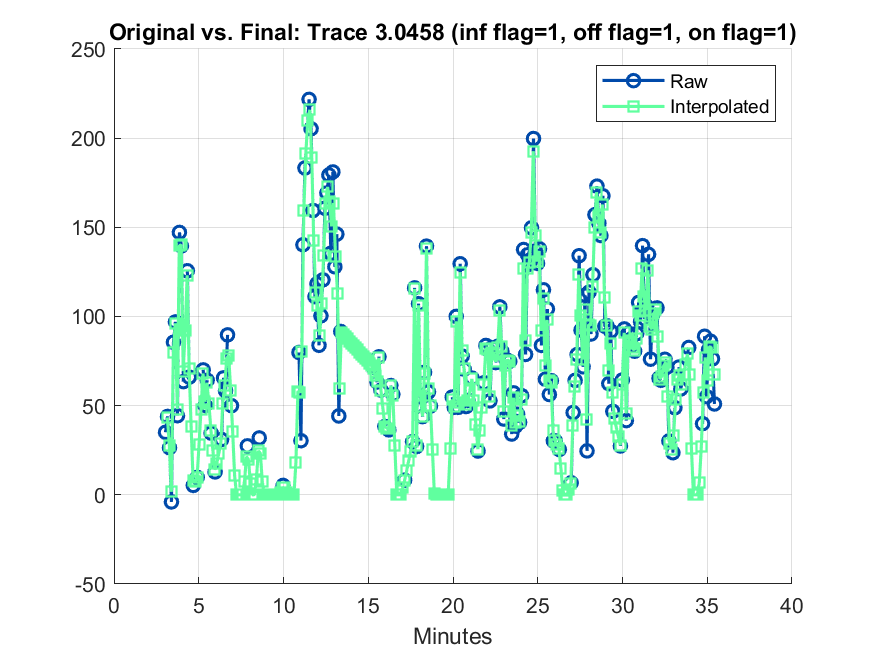 Original vs. Final: Trace 3.0458 (inf flag=1, off flag=1, on flag=1)
250
200
150
100
50
0
-50
Raw
Interpolated
0 5 10 15 20 25 30 35 40
Minutes